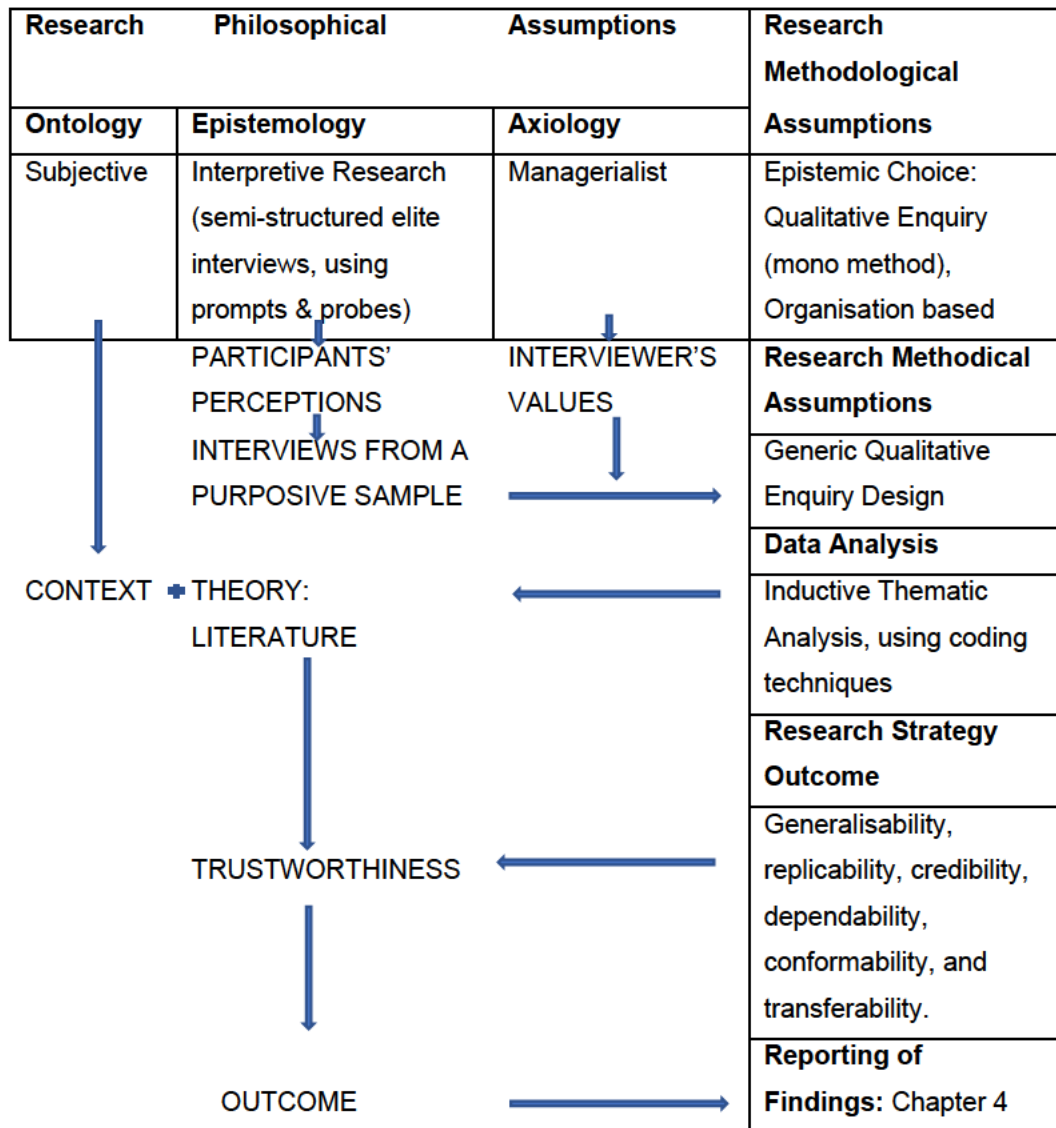 Research Philosophical Assumptions
Research
Methodological
Assumptions
Ontology Epistemology Axiology
Subjective
Interpretive Research
(semi-structured elite
interviews, using
prompts & probes)
Managerialist
Epistemic Choice:
Qualitative Enquiry
(mono method),
Organisation based
PARTICIPANTS’
PERCEPTIONS
INTERVIEWS FROM A
PURPOSIVE SAMPLE
INTERVIEWER’S
VALUES
Research Methodical
Assumptions
Generic Qualitative
Enquiry Design
Data Analysis
CONTEXT
THEORY:
LITERATURE
Inductive Thematic
Analysis, using coding
techniques
Research Strategy
Outcome
TRUSTWORTHINESS
Generalisability,
replicability, credibility,
dependability,
conformability, and
transferability.
OUTCOME
Reporting of
Findings: Chapter 4